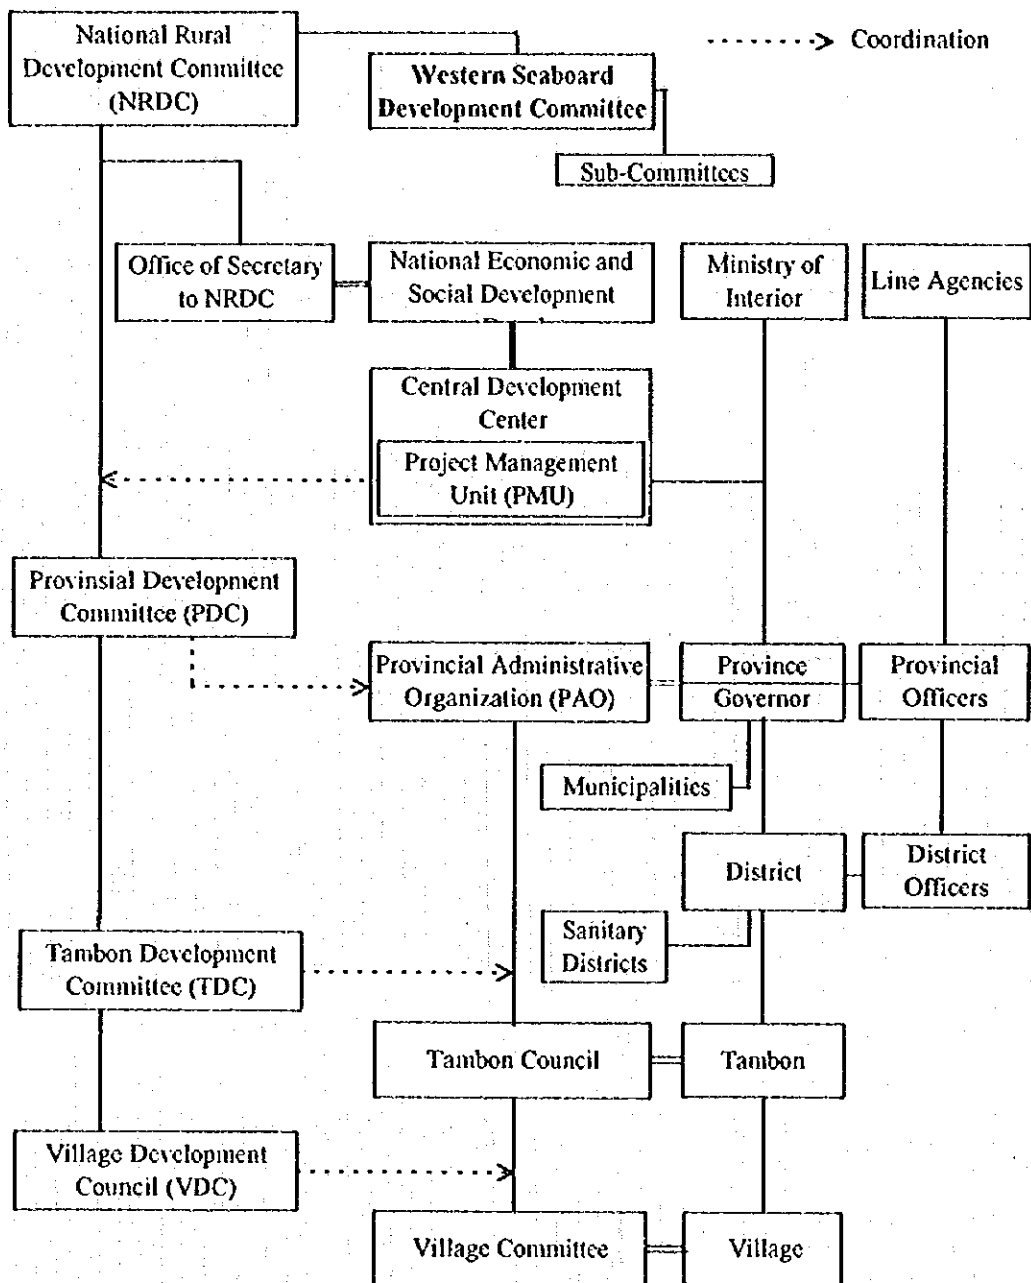 National Rural
Development Committee
(NRDC)
Coordination
Western Seaboard
Development Committee
Sub-Committees
Office of Secretary
to NRDC
National Economic and
Social Development
Ministry of
Interior
Line Agencies
Central Development
Center
Project Management
Unit (PMU)
Provinsial Development
Committee (PDC)
Provincial Administrative
Organization (PAO)
Province
Governor
Provincial
Officers
Municipalities
District
District
Officers
Sanitary
Districts
Tambon Development
Committee (TDC)
Tambon Council
Tambon
Village Development
Council (VDC)
Village Committee
Village